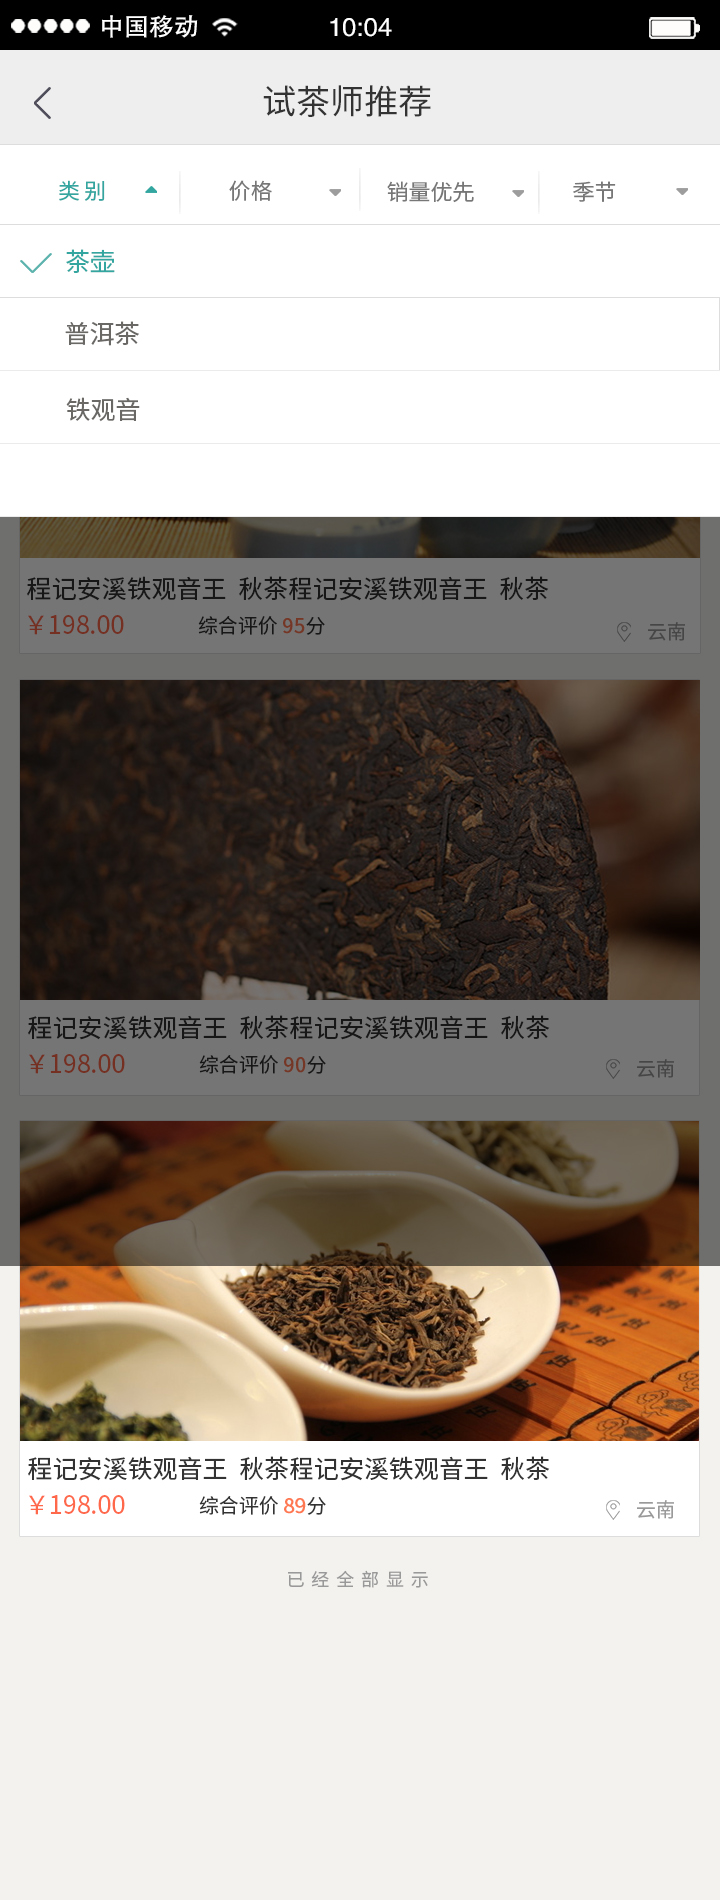 中国移动 10:04
试茶师推荐
类别 价格 销量优先 季节
茶壶
普洱茶
铁观音
程记安溪铁观音王 秋茶程记安溪铁观音王 秋茶
￥198.00 综合评价 95分 云南
程记安溪铁观音王 秋茶程记安溪铁观音王 秋茶
￥198.00 综合评价 90分 云南
程记安溪铁观音王 秋茶程记安溪铁观音王 秋茶
￥198.00 综合评价 89分 云南
已经全部显示